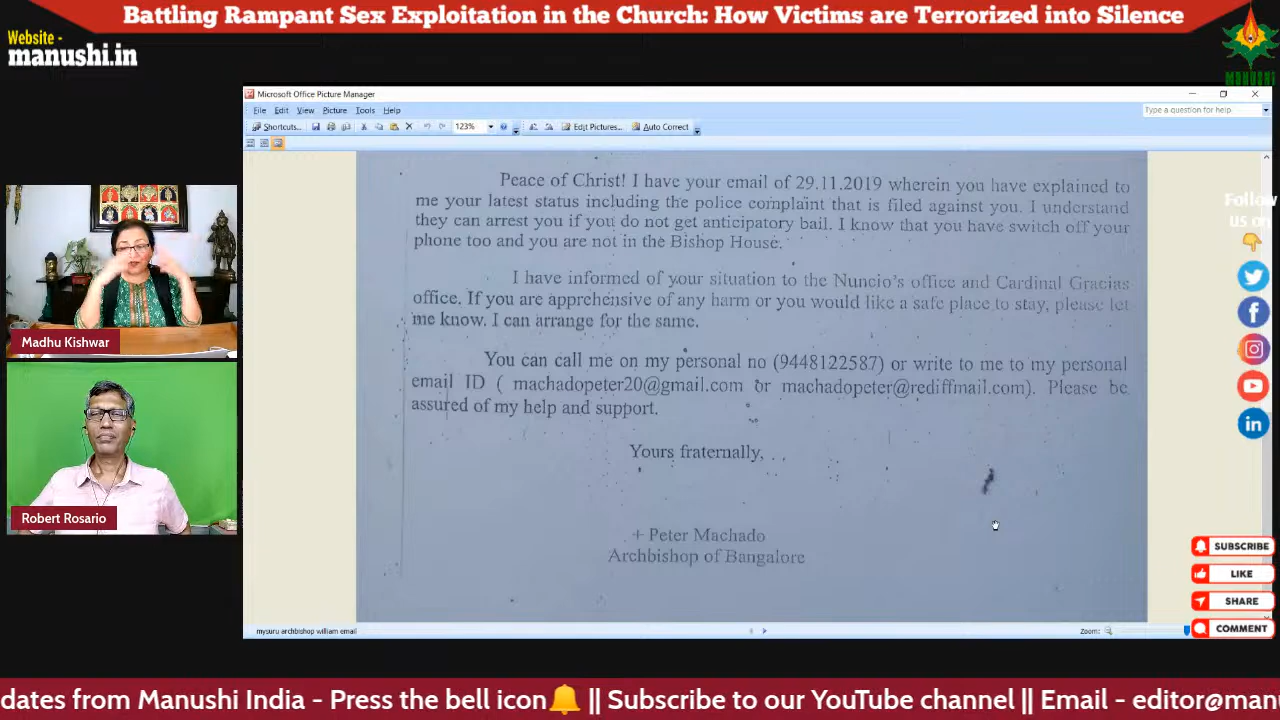 Battling Rampant Sex Exploitation in the Church: How Victims are Terrorized into Silence
Website -
manushi.in
MANUSHI
Microsoft Office Picture Manager
File Edit View Picture Tools Help
Type a question for help
Shortcuts... 123% Edit Pictures... Auto Correct
Peace of Christ! I have your email of 29.11.2019 wherein you have explained to
me your latest status including the police complaint that is filed against you. I understand
they can arrest you if you do not get anticipatory bail. I know that you have switch off your
phone too and you are not in the Bishop House.
I have informed of your situation to the Nuncio's office and Cardinal Gracias
office. If you are apprehensive of any harm or you would like a safe place to stay, please let
me know. I can arrange for the same.
You can call me on my personal no (9448122587) or write to me to my personal
email ID ( machadopeter20@gmail.com or machadopeter@rediffmail.com). Please be
assured of my help and support.
Yours fraternally,
+ Peter Machado
Archbishop of Bangalore
mysuru archbishop william email
Zoom:
Madhu Kishwar
Robert Rosario
Follow
us on
SUBSCRIBE
LIKE
SHARE
COMMENT
dates from Manushi India - Press the bell icon🔔 || Subscribe to our YouTube channel || Email - editor@man